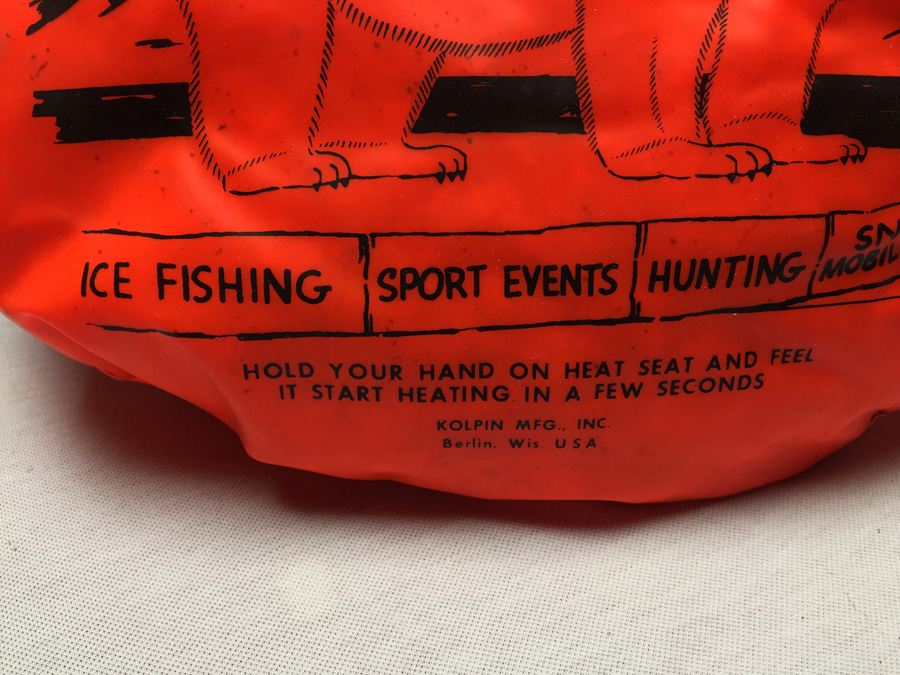 ICE FISHING
SPORT EVENTS
HUNTING
HOLD YOUR HAND ON HEAT SEAT AND FEEL
IT START HEATING IN A FEW SECONDS
KOLPIN MFG., INC.
Berlin, Wis. USA